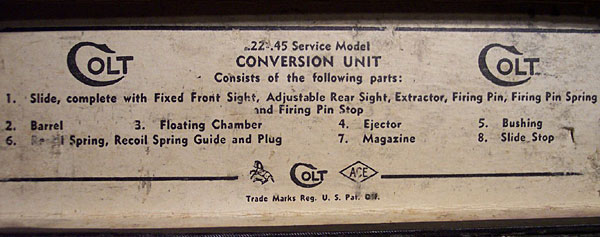 .22-.45 Service Model
COLT CONVERSION UNIT COLT
Consists of the following parts:
1. Slide, complete with Fixed Front Sight, Adjustable Rear Sight, Extractor, Firing Pin, Firing Pin Spring
and Firing Pin Stop
2. Barrel 3. Floating Chamber 4. Ejector 5. Bushing
6. Spring, Recoil Spring Guide and Plug 7. Magazine 8. Slide Stop
COLT ACE
Trade Marks Reg. U. S. Pat. Off.